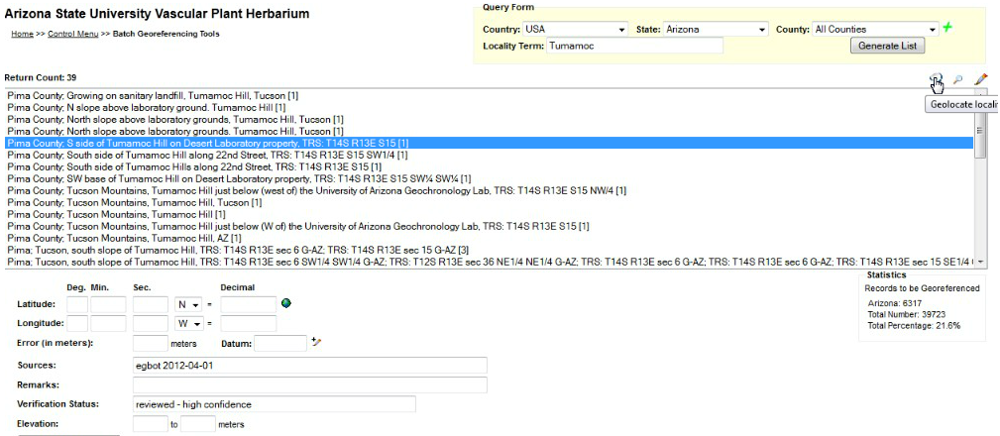 Arizona State University Vascular Plant Herbarium
Home >> Control Menu >> Batch Georeferencing Tools
Query Form
Country: USA State: Arizona County: All Counties
Locality Term: Tumamoc Generate List
Return Count: 39
Geolocate locali
Pima County; Growing on sanitary landfill, Tumamoc Hill, Tucson [1]
Pima County; N slope above laboratory ground. Tumamoc Hill [1]
Pima County; North slope above laboratory grounds, Tumamoc Hill, Tucson [1]
Pima County; North slope above laboratory grounds. Tumamoc Hill, Tucson [1]
Pima County; S side of Tumamoc Hill on Desert Laboratory property, TRS: T14S R13E S15 [1]
Pima County; South side of Tumamoc Hill along 22nd Street, TRS: T14S R13E S15 SW1/4 [1]
Pima County; South side of Tumamoc Hills along 22nd Street, TRS: T14S R13E S15 [1]
Pima County; SW base of Tumamoc Hill on Desert Laboratory property, TRS: T14S R13E S15 SW¼ SW¼ [1]
Pima County; Tucson Mountains, Tumamoc Hill just below (west of) the University of Arizona Geochronology Lab, TRS: T14S R13E S15 NW/4 [1]
Pima County; Tucson Mountains, Tumamoc Hill, Tucson [1]
Pima County; Tucson Mountains, Tumamoc Hill [1]
Pima County; Tucson Mountains, Tumamoc Hill just below (W of) the University of Arizona Geochronology Lab, TRS: T14S R13E S15 [1]
Pima County; Tucson Mountains, Tumamoc Hill, AZ [1]
Pima; Tucson, south slope of Tumamoc Hill, TRS: T14S R13E sec 6 G-AZ; TRS: T14S R13E sec 15 G-AZ [3]
Pima; Tucson, south slope of Tumamoc Hill, TRS: T14S R13E sec 6 SW1/4 SW1/4 G-AZ; TRS: T12S R13E sec 36 NE1/4 NE1/4 G-AZ; TRS: T14S R13E sec 6 G-AZ; TRS: T14S R13E sec 6 G-AZ; TRS: T14S R13E sec 15 SE1/4
Deg. Min. Sec. Decimal
Latitude: N =
Longitude: W =
Error (in meters): meters Datum:
Sources: egbot 2012-04-01
Remarks:
Verification Status: reviewed - high confidence
Elevation: to meters
Statistics
Records to be Georeferenced
Arizona: 6317
Total Number: 39723
Total Percentage: 21.6%